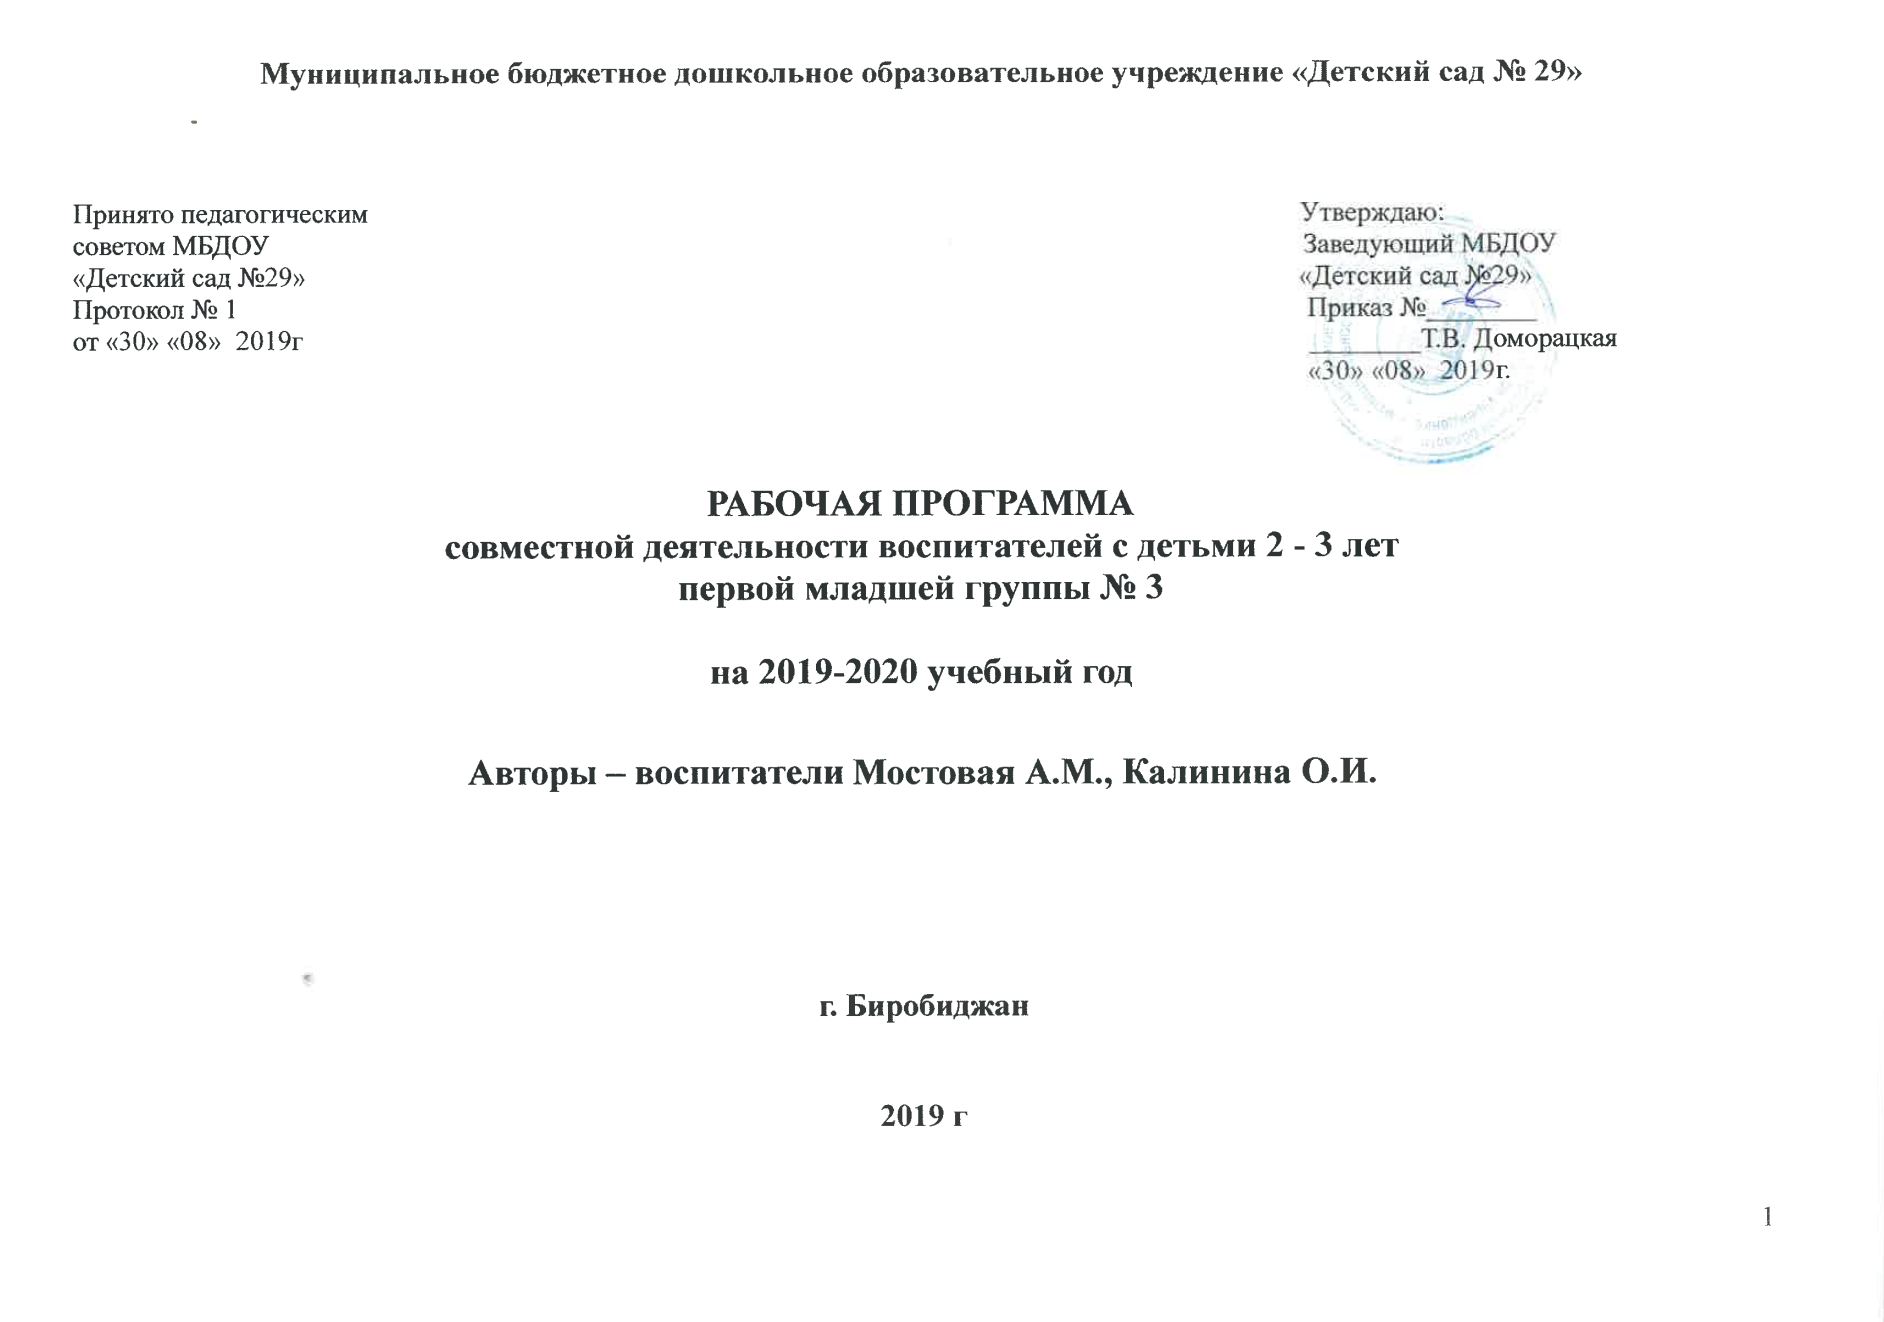 Муниципальное бюджетное дошкольное образовательное учреждение «Детский сад № 29»
Принято педагогическим
советом МБДОУ
«Детский сад №29»
Протокол № 1
от «30» «08» 2019г
Утверждаю:
Заведующий МБДОУ
«Детский сад №29»
Приказ №________
________Т.В. Доморацкая
«30» «08» 2019г.
РАБОЧАЯ ПРОГРАММА
совместной деятельности воспитателей с детьми 2 - 3 лет
первой младшей группы № 3
на 2019-2020 учебный год
Авторы – воспитатели Мостовая А.М., Калинина О.И.
г. Биробиджан
2019 г
1